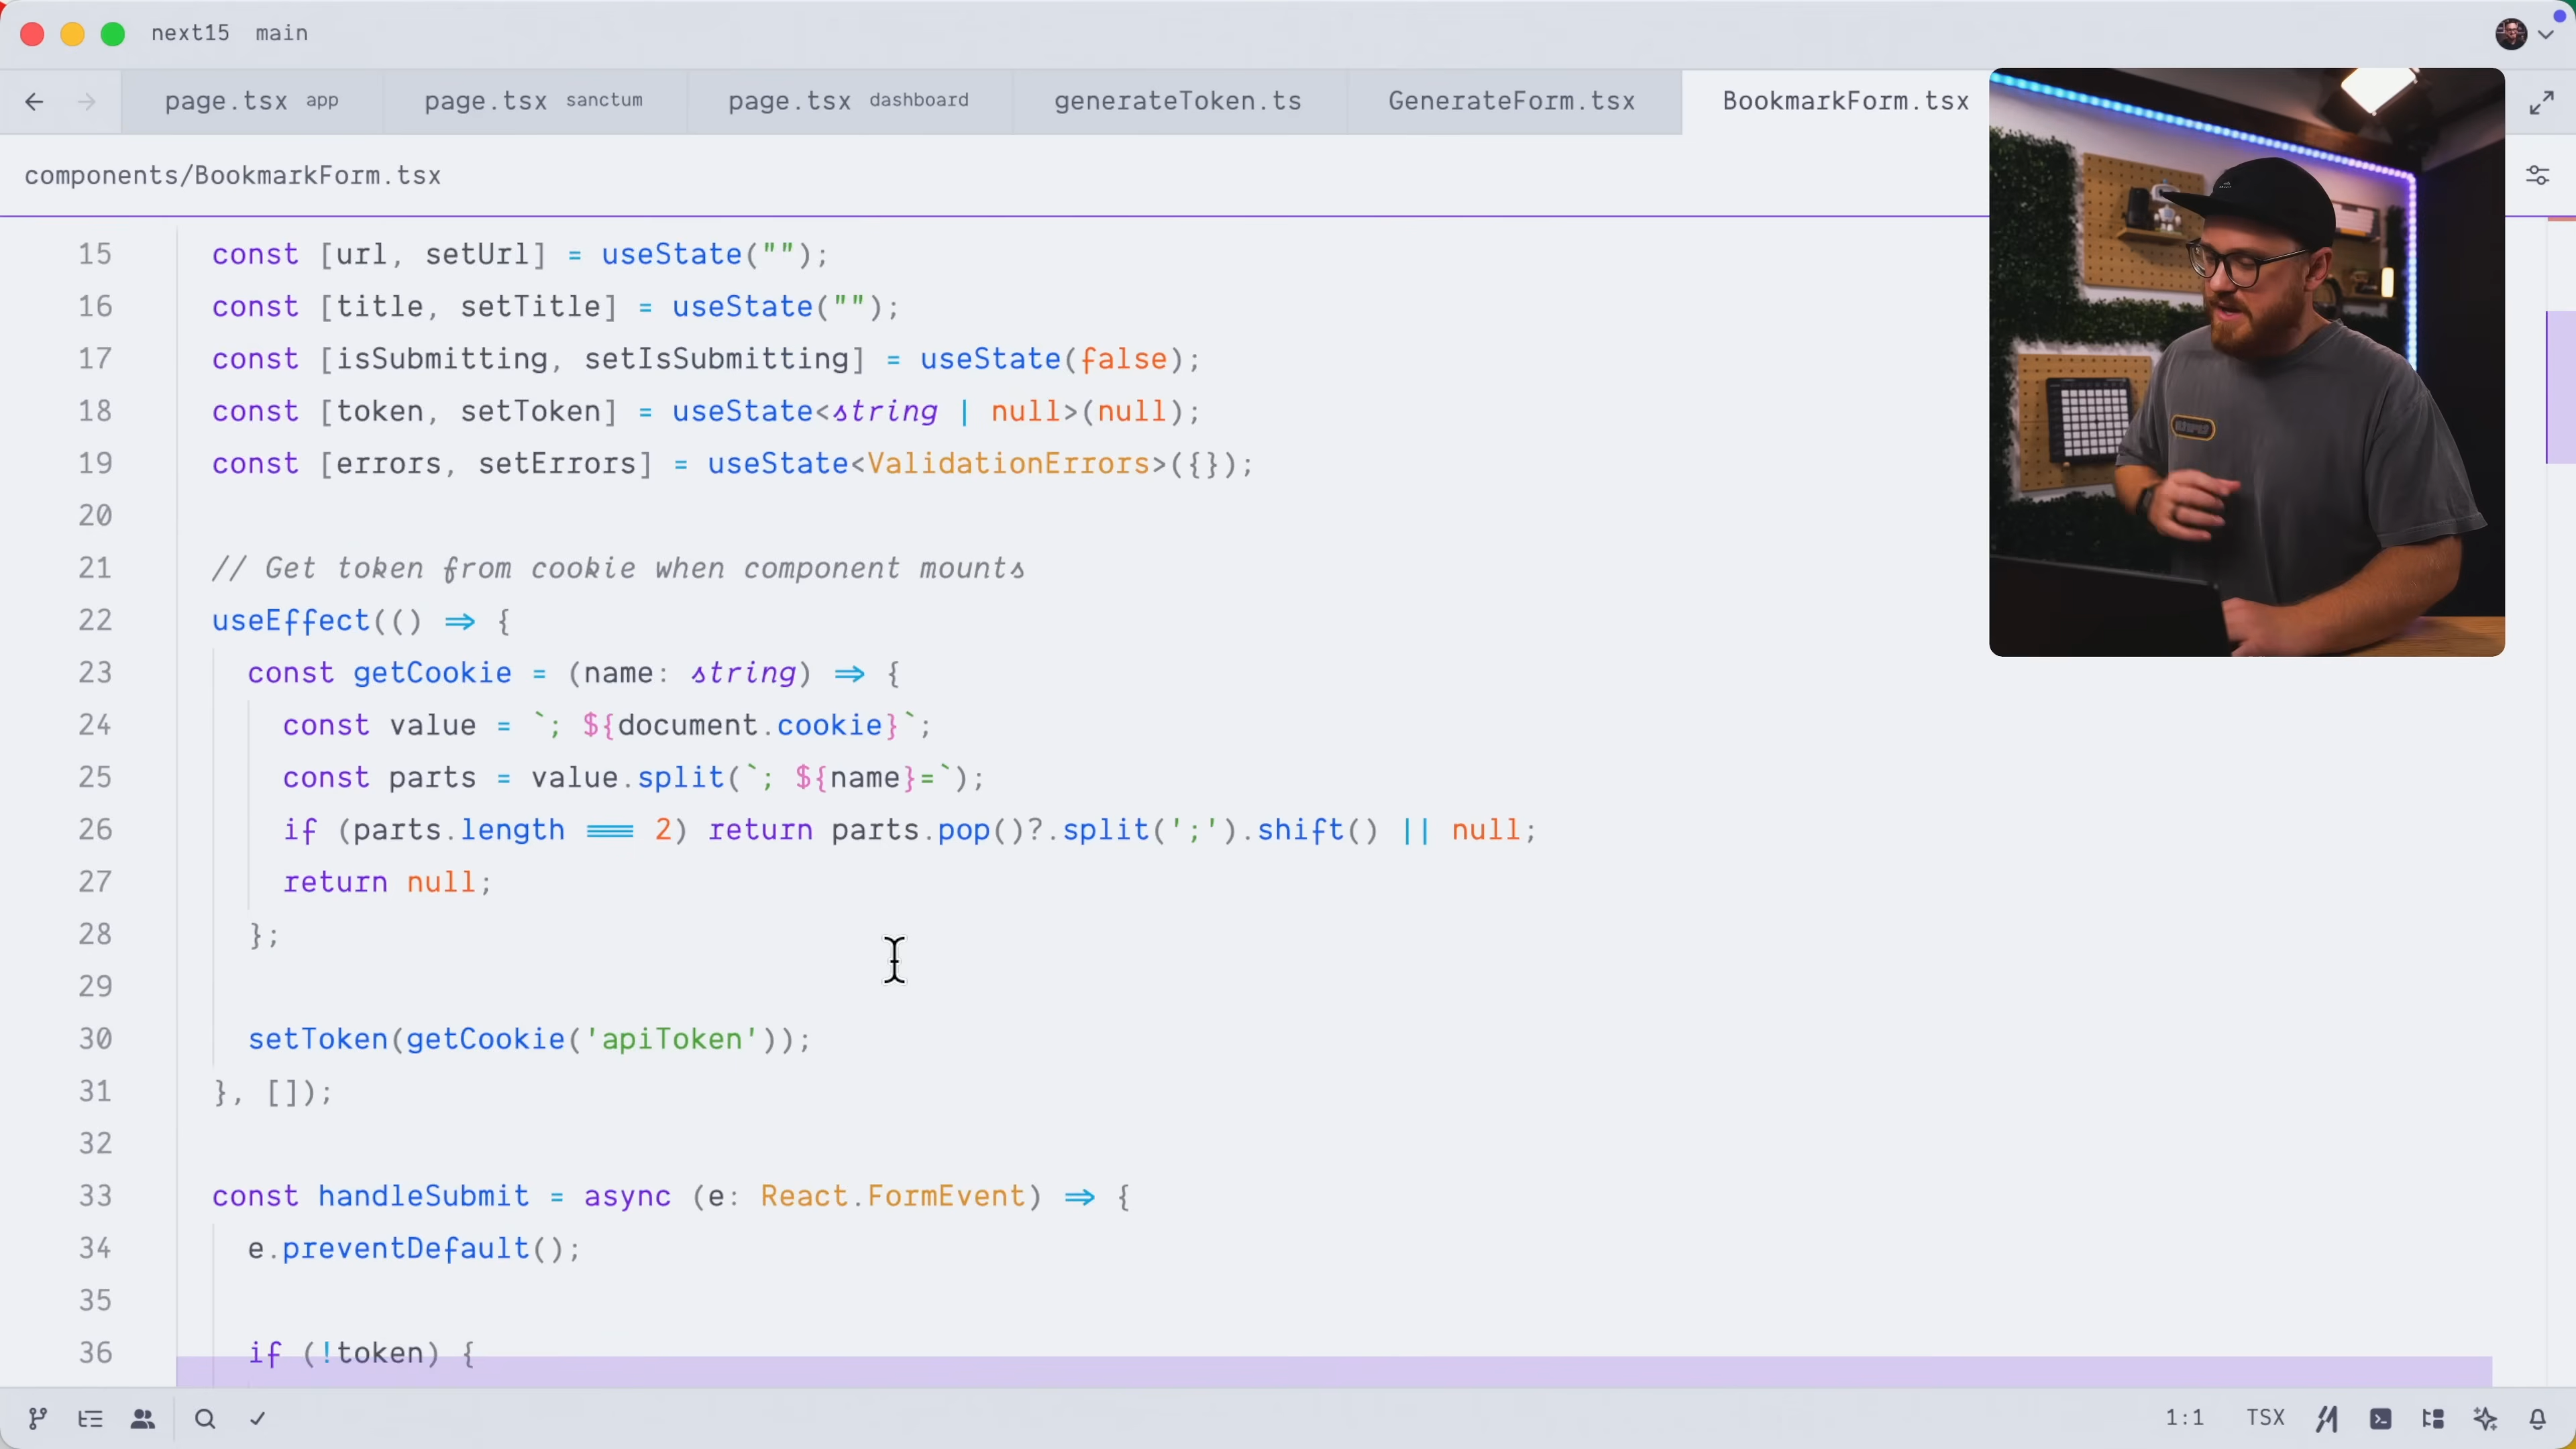 next15 main
page.tsx app page.tsx sanctum page.tsx dashboard generateToken.ts GenerateForm.tsx BookmarkForm.tsx
components/BookmarkForm.tsx
15 const [url, setUrl] = useState("");
16 const [title, setTitle] = useState("");
17 const [isSubmitting, setIsSubmitting] = useState(false);
18 const [token, setToken] = useState<string | null>(null);
19 const [errors, setErrors] = useState<ValidationErrors>({});
20
21 // Get token from cookie when component mounts
22 useEffect(() => {
23 const getCookie = (name: string) => {
24 const value = `; ${document.cookie}`;
25 const parts = value.split(`; ${name}=`);
26 if (parts.length === 2) return parts.pop()?.split(';').shift() || null;
27 return null;
28 };
29
30 setToken(getCookie('apiToken'));
31 }, []);
32
33 const handleSubmit = async (e: React.FormEvent) => {
34 e.preventDefault();
35
36 if (!token) {
1:1 TSX